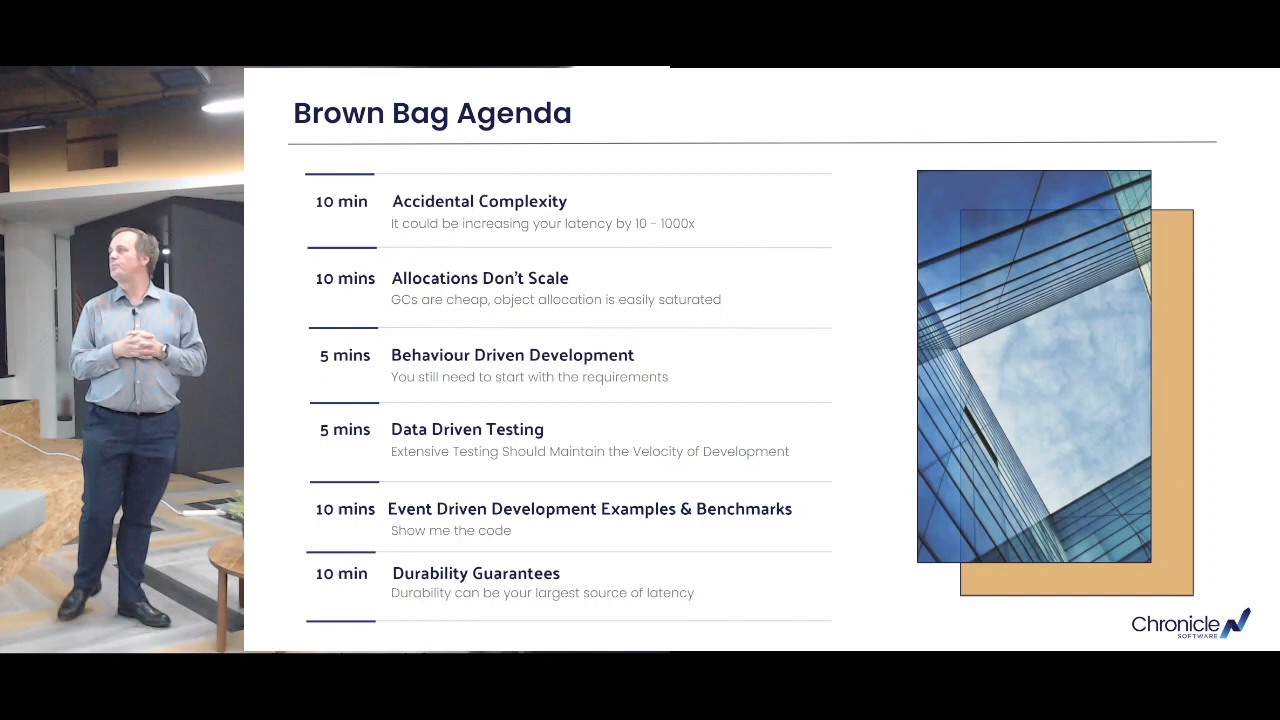 Brown Bag Agenda
10 min Accidental Complexity
It could be increasing your latency by 10 - 1000x
10 mins Allocations Don't Scale
GCs are cheap, object allocation is easily saturated
5 mins Behaviour Driven Development
You still need to start with the requirements
5 mins Data Driven Testing
Extensive Testing Should Maintain the Velocity of Development
10 mins Event Driven Development Examples & Benchmarks
Show me the code
10 min Durability Guarantees
Durability can be your largest source of latency
Chronicle
SOFTWARE